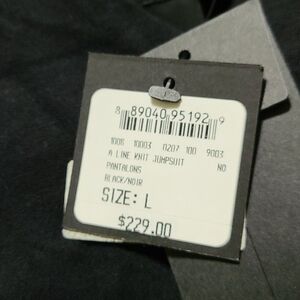 8 89040 95192 9
1006 10003 0207 100 9003
A LINE KNIT JUMPSUIT NO
PANTALONS
BLACK/NOIR
SIZE: L
$229.00